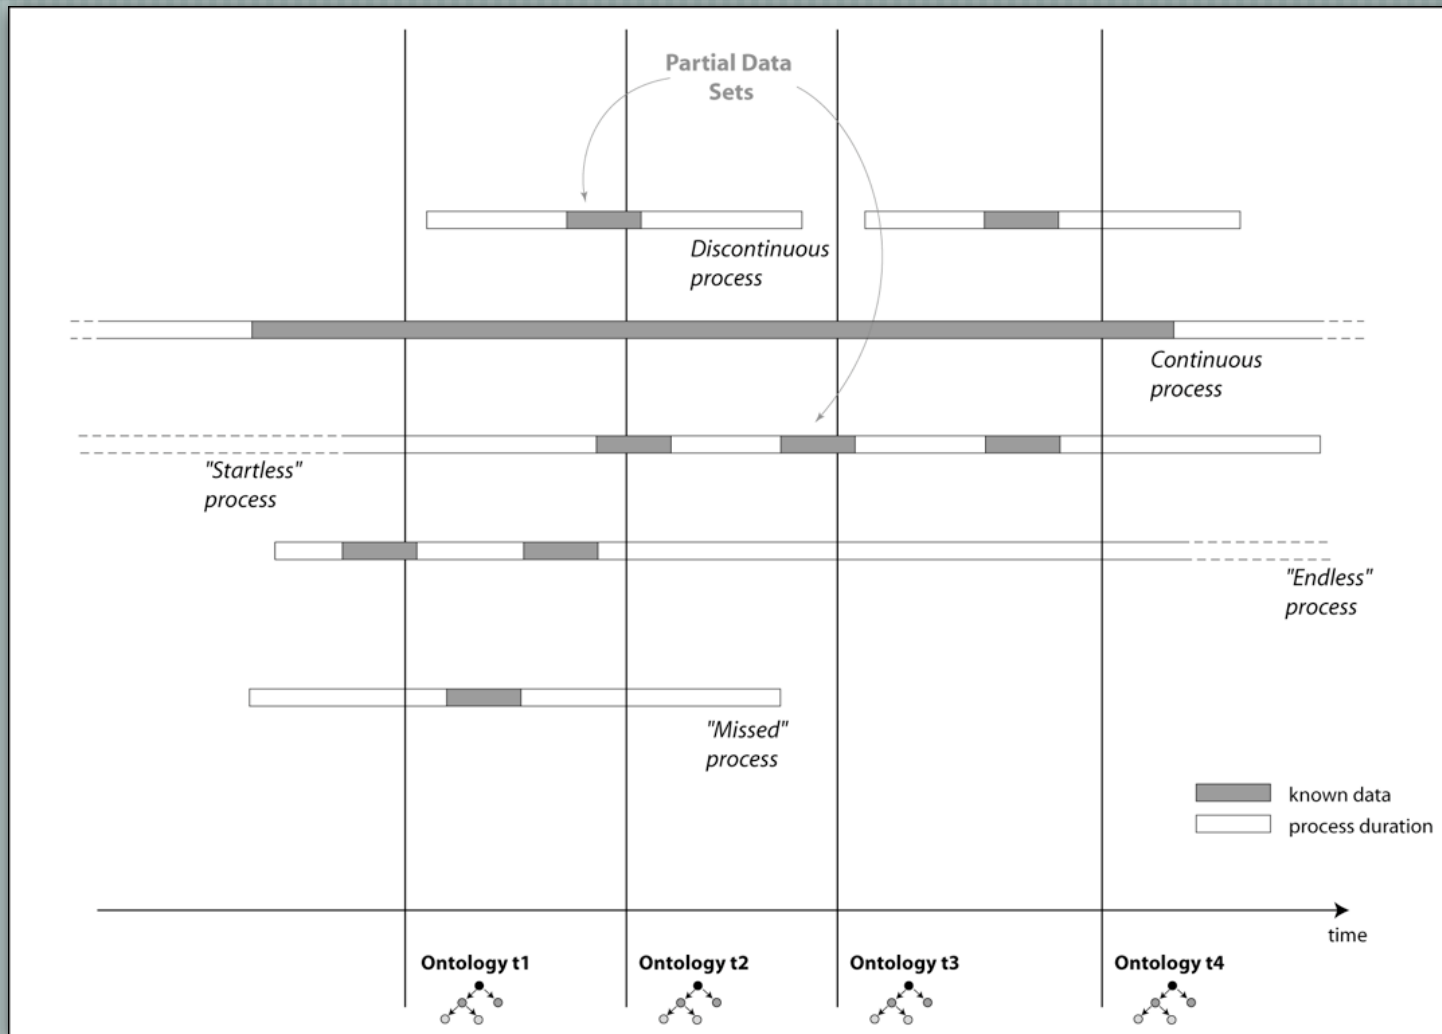 Partial Data
Sets
Discontinuous
process
Continuous
process
"Startless"
process
"Endless"
process
"Missed"
process
known data
process duration
time
Ontology t1
Ontology t2
Ontology t3
Ontology t4